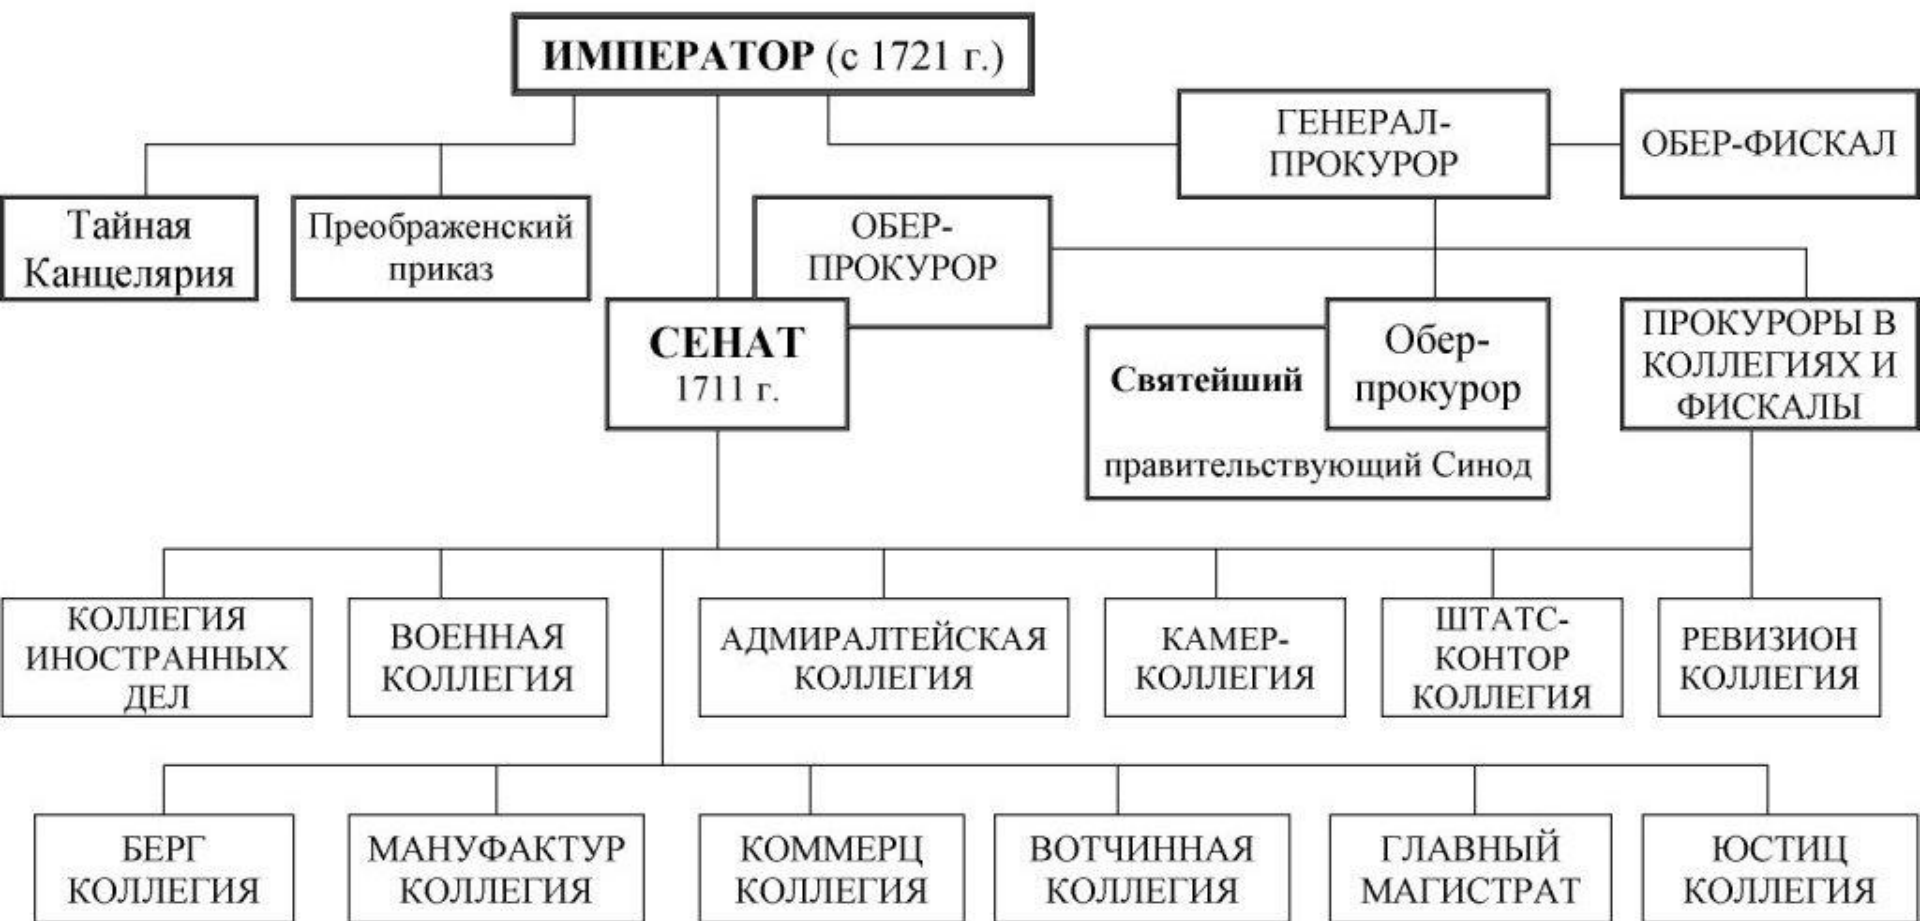 ИМПЕРАТОР (с 1721 г.)
ГЕНЕРАЛ-
ПРОКУРОР
ОБЕР-ФИСКАЛ
Тайная
Канцелярия
Преображенский
приказ
ОБЕР-
ПРОКУРОР
СЕНАТ
1711 г.
Святейший
Обер-
прокурор
правительствующий Синод
ПРОКУРОРЫ В
КОЛЛЕГИЯХ И
ФИСКАЛЫ
КОЛЛЕГИЯ
ИНОСТРАННЫХ
ДЕЛ
ВОЕННАЯ
КОЛЛЕГИЯ
АДМИРАЛТЕЙСКАЯ
КОЛЛЕГИЯ
КАМЕР-
КОЛЛЕГИЯ
ШТАТС-
КОНТОР
КОЛЛЕГИЯ
РЕВИЗИОН
КОЛЛЕГИЯ
БЕРГ
КОЛЛЕГИЯ
МАНУФАКТУР
КОЛЛЕГИЯ
КОММЕРЦ
КОЛЛЕГИЯ
ВОТЧИННАЯ
КОЛЛЕГИЯ
ГЛАВНЫЙ
МАГИСТРАТ
ЮСТИЦ
КОЛЛЕГИЯ